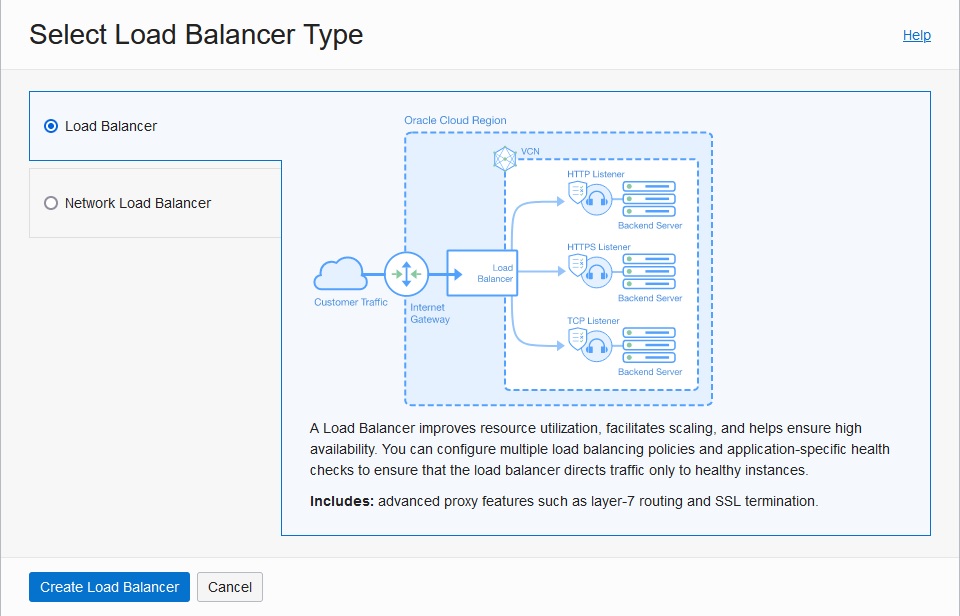 Select Load Balancer Type
Help
Load Balancer
Network Load Balancer
Oracle Cloud Region
VCN
HTTP Listener
Backend Server
HTTPS Listener
Load
Balancer
Backend Server
Customer Traffic
Internet
Gateway
TCP Listener
Backend Server
A Load Balancer improves resource utilization, facilitates scaling, and helps ensure high
availability. You can configure multiple load balancing policies and application-specific health
checks to ensure that the load balancer directs traffic only to healthy instances.
Includes: advanced proxy features such as layer-7 routing and SSL termination.
Create Load Balancer
Cancel